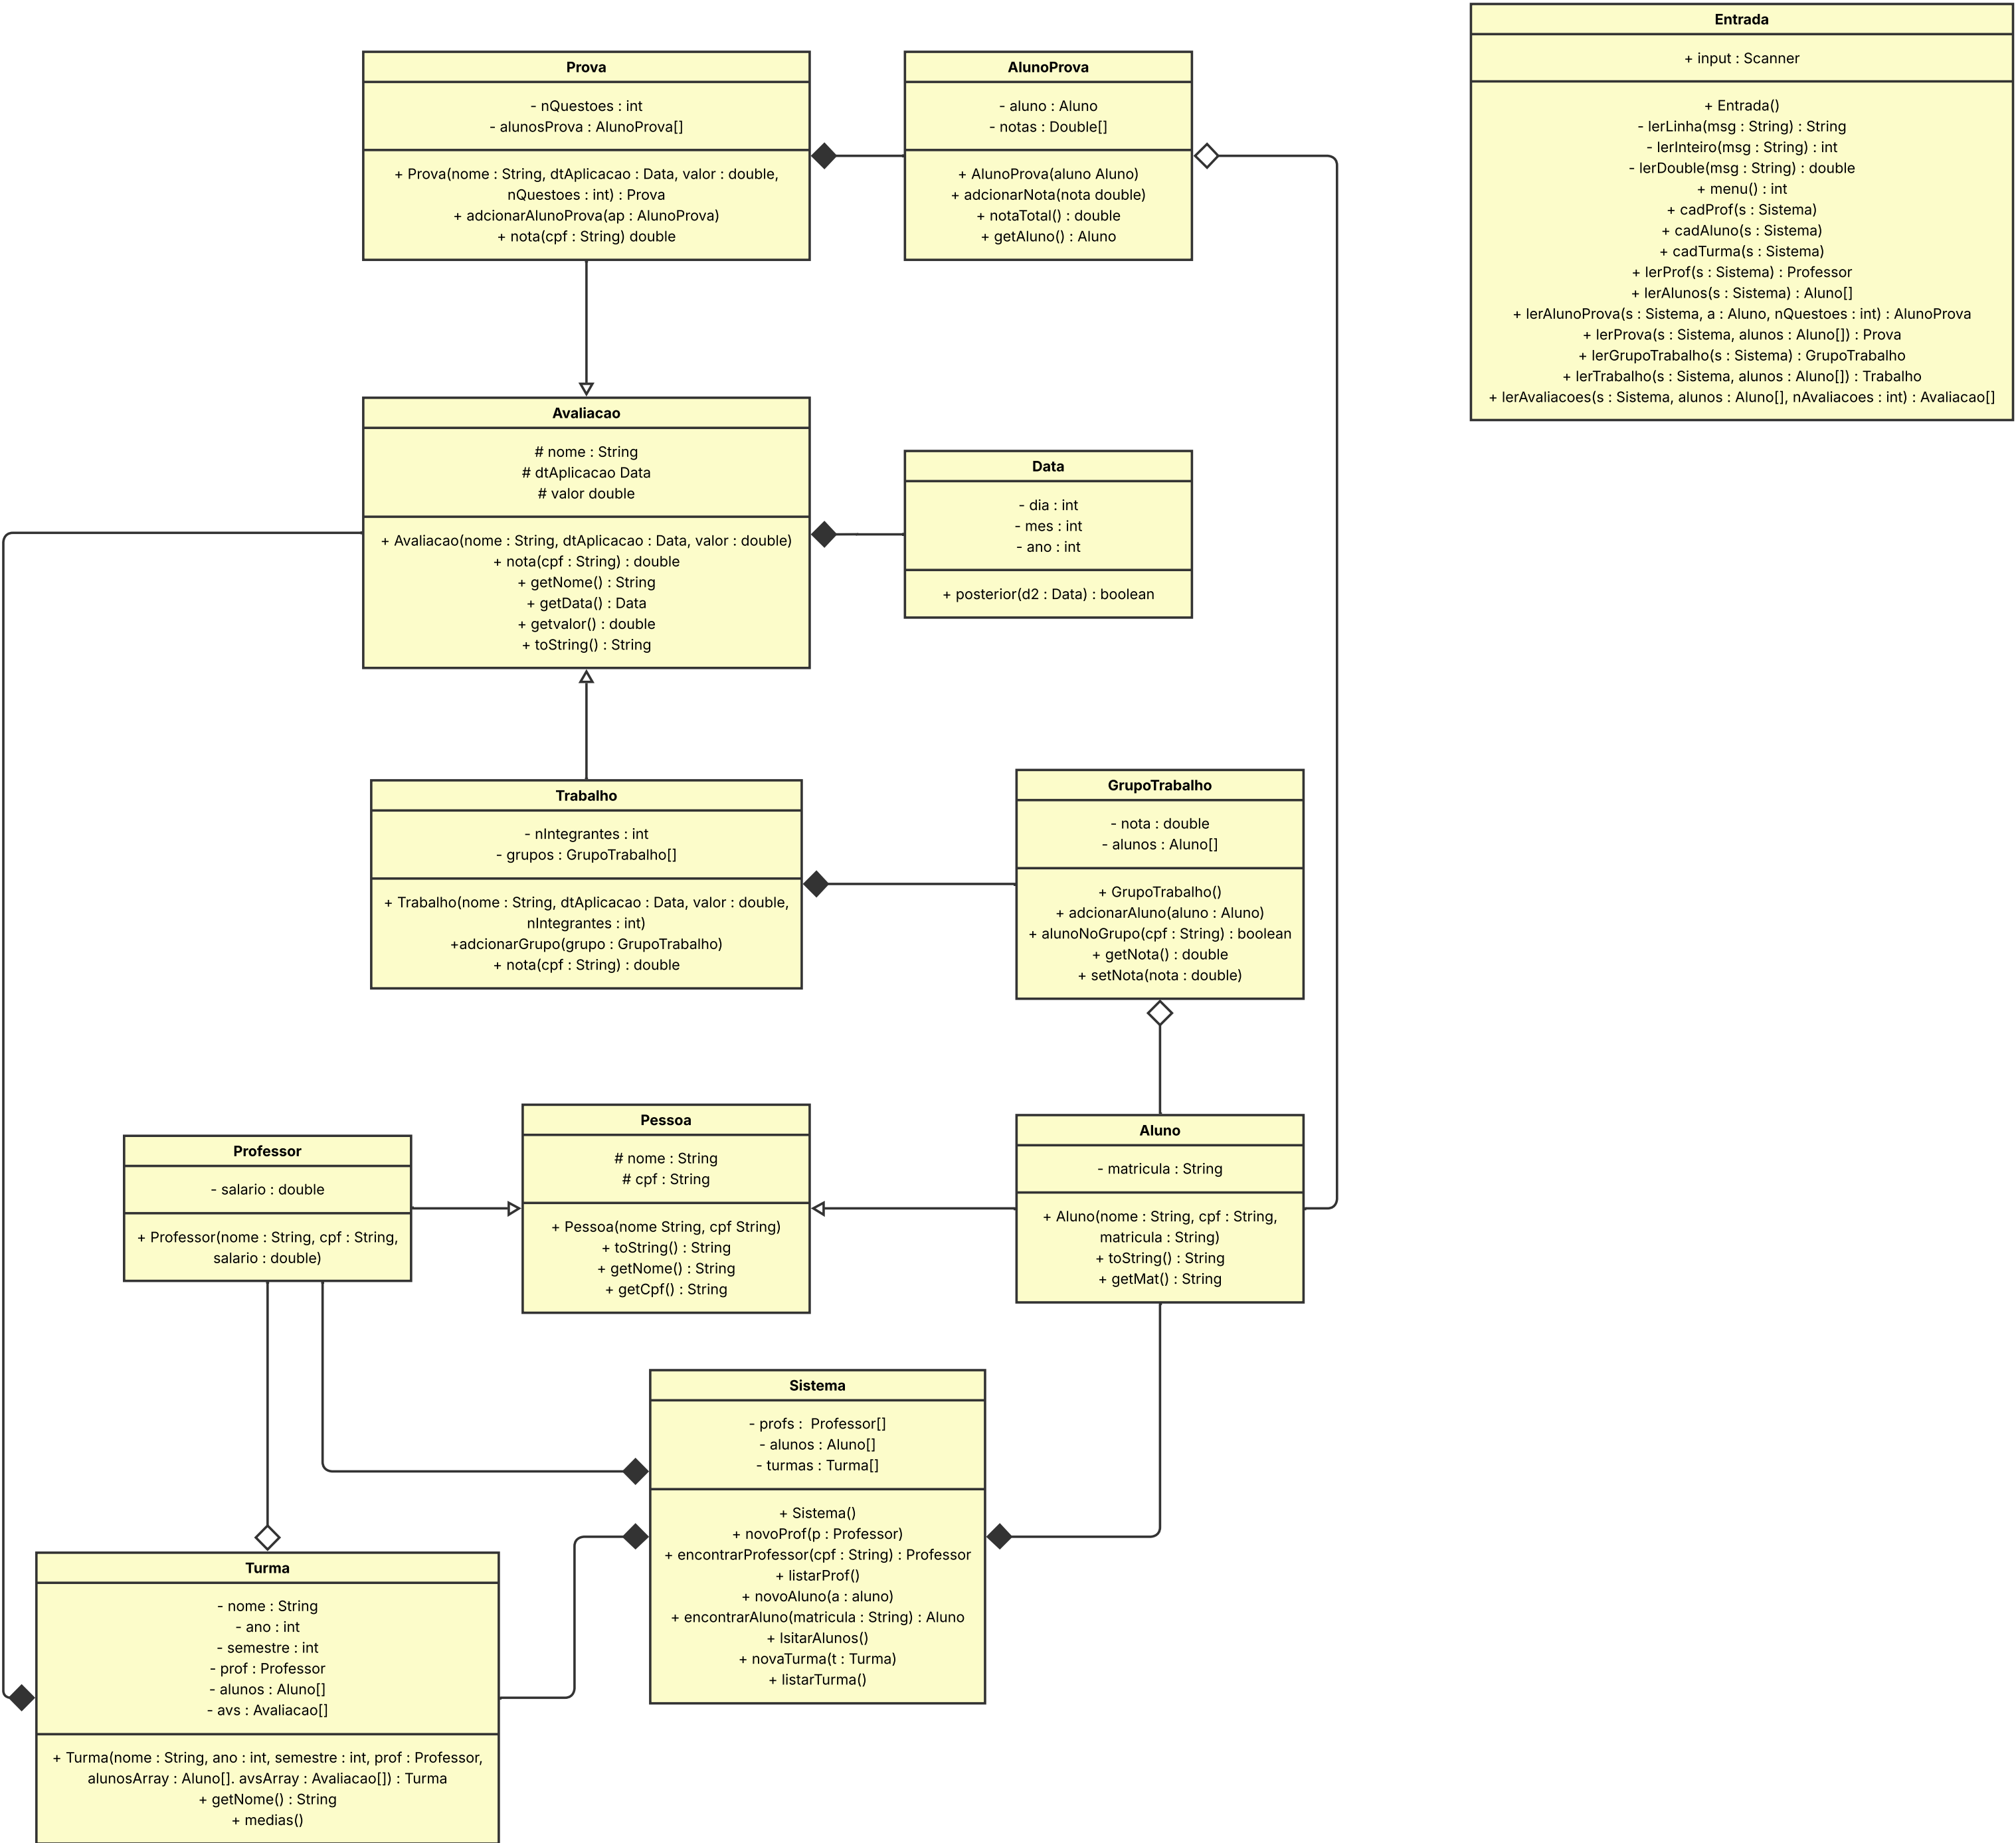 Entrada
+ input : Scanner
+ Entrada()
- lerLinha(msg : String) : String
- lerInteiro(msg : String) : int
- lerDouble(msg : String) : double
+ menu() : int
+ cadProf(s : Sistema)
+ cadAluno(s : Sistema)
+ cadTurma(s : Sistema)
+ lerProf(s : Sistema) : Professor
+ lerAlunos(s : Sistema) : Aluno[]
+ lerAlunoProva(s : Sistema, a : Aluno, nQuestoes : int) : AlunoProva
+ lerProva(s : Sistema, alunos : Aluno[]) : Prova
+ lerGrupoTrabalho(s : Sistema) : GrupoTrabalho
+ lerTrabalho(s : Sistema, alunos : Aluno[]) : Trabalho
+ lerAvaliacoes(s : Sistema, alunos : Aluno[], nAvaliacoes : int) : Avaliacao[]
Prova
- nQuestoes : int
- alunosProva : AlunoProva[]
+ Prova(nome : String, dtAplicacao : Data, valor : double,
nQuestoes : int) : Prova
+ adcionarAlunoProva(ap : AlunoProva)
+ nota(cpf : String) double
AlunoProva
- aluno : Aluno
- notas : Double[]
+ AlunoProva(aluno Aluno)
+ adcionarNota(nota double)
+ notaTotal() : double
+ getAluno() : Aluno
Avaliacao
# nome : String
# dtAplicacao Data
# valor double
+ Avaliacao(nome : String, dtAplicacao : Data, valor : double)
+ nota(cpf : String) : double
+ getNome() : String
+ getData() : Data
+ getvalor() : double
+ toString() : String
Data
- dia : int
- mes : int
- ano : int
+ posterior(d2 : Data) : boolean
Trabalho
- nIntegrantes : int
- grupos : GrupoTrabalho[]
+ Trabalho(nome : String, dtAplicacao : Data, valor : double,
nIntegrantes : int)
+adcionarGrupo(grupo : GrupoTrabalho)
+ nota(cpf : String) : double
GrupoTrabalho
- nota : double
- alunos : Aluno[]
+ GrupoTrabalho()
+ adcionarAluno(aluno : Aluno)
+ alunoNoGrupo(cpf : String) : boolean
+ getNota() : double
+ setNota(nota : double)
Professor
- salario : double
+ Professor(nome : String, cpf : String,
salario : double)
Pessoa
# nome : String
# cpf : String
+ Pessoa(nome String, cpf String)
+ toString() : String
+ getNome() : String
+ getCpf() : String
Aluno
- matricula : String
+ Aluno(nome : String, cpf : String,
matricula : String)
+ toString() : String
+ getMat() : String
Sistema
- profs :  Professor[]
- alunos : Aluno[]
- turmas : Turma[]
+ Sistema()
+ novoProf(p : Professor)
+ encontrarProfessor(cpf : String) : Professor
+ listarProf()
+ novoAluno(a : aluno)
+ encontrarAluno(matricula : String) : Aluno
+ lsitarAlunos()
+ novaTurma(t : Turma)
+ listarTurma()
Turma
- nome : String
- ano : int
- semestre : int
- prof : Professor
- alunos : Aluno[]
- avs : Avaliacao[]
+ Turma(nome : String, ano : int, semestre : int, prof : Professor,
alunosArray : Aluno[]. avsArray : Avaliacao[]) : Turma
+ getNome() : String
+ medias()